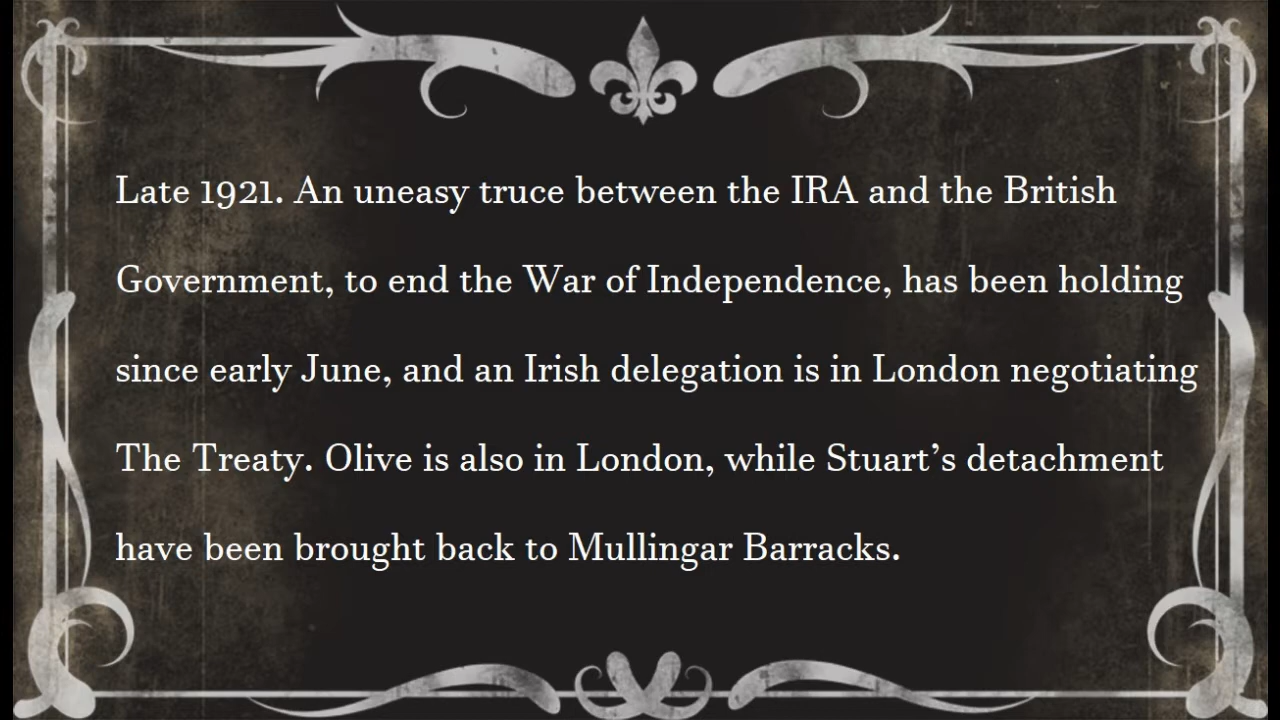 Late 1921. An uneasy truce between the IRA and the British
Government, to end the War of Independence, has been holding
since early June, and an Irish delegation is in London negotiating
The Treaty. Olive is also in London, while Stuart’s detachment
have been brought back to Mullingar Barracks.